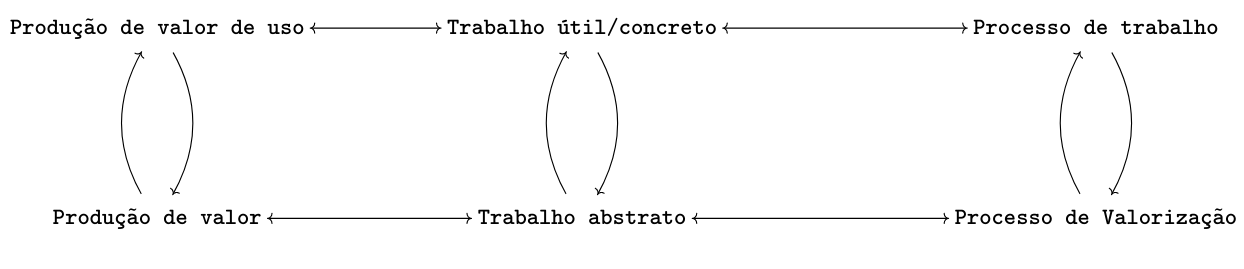 Produção de valor de uso Trabalho útil/concreto Processo de trabalho
Produção de valor Trabalho abstrato Processo de Valorização